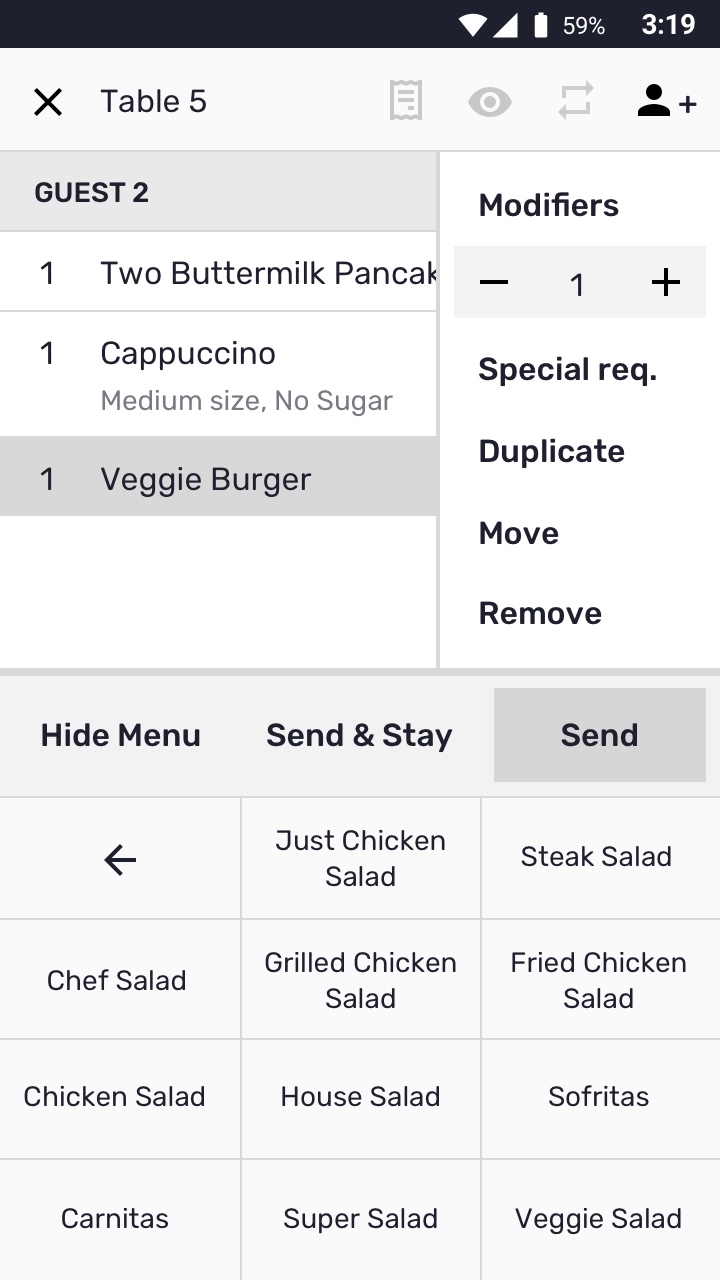 59% 3:19
Table 5
GUEST 2
1 Two Buttermilk Pancak
1 Cappuccino
Medium size, No Sugar
1 Veggie Burger
Modifiers
1
Special req.
Duplicate
Move
Remove
Hide Menu Send & Stay Send
Just Chicken
Salad
Steak Salad
Chef Salad
Grilled Chicken
Salad
Fried Chicken
Salad
Chicken Salad
House Salad
Sofritas
Carnitas
Super Salad
Veggie Salad